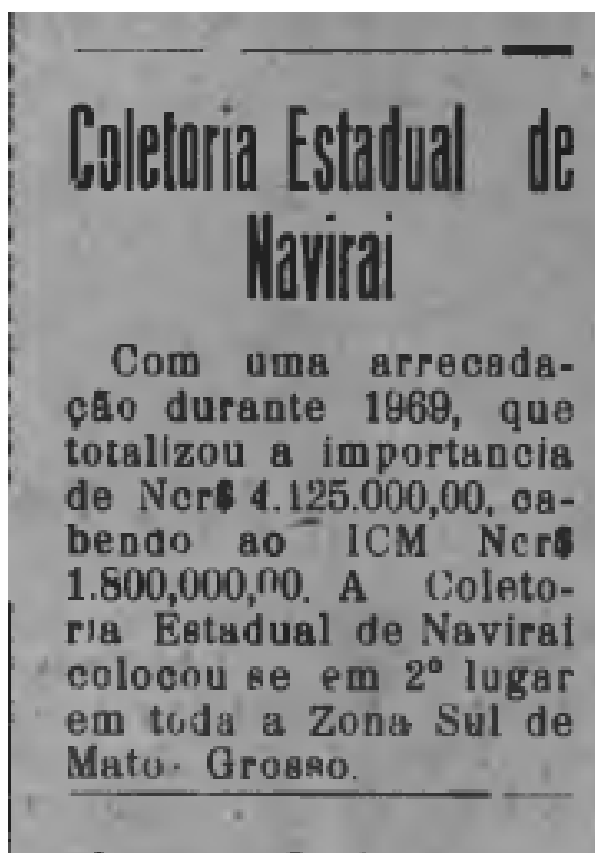 Coletoria Estadual de
Navirai
Com uma arrecada-
ção durante 1969, que
totalizou a importancia
de Ncr$ 4.125.000,00, ca-
bendo ao ICM Ncr$
1.800,000,00. A Coleto-
ria Estadual de Navirai
colocou se em 2º lugar
em toda a Zona Sul de
Mato Grosso.